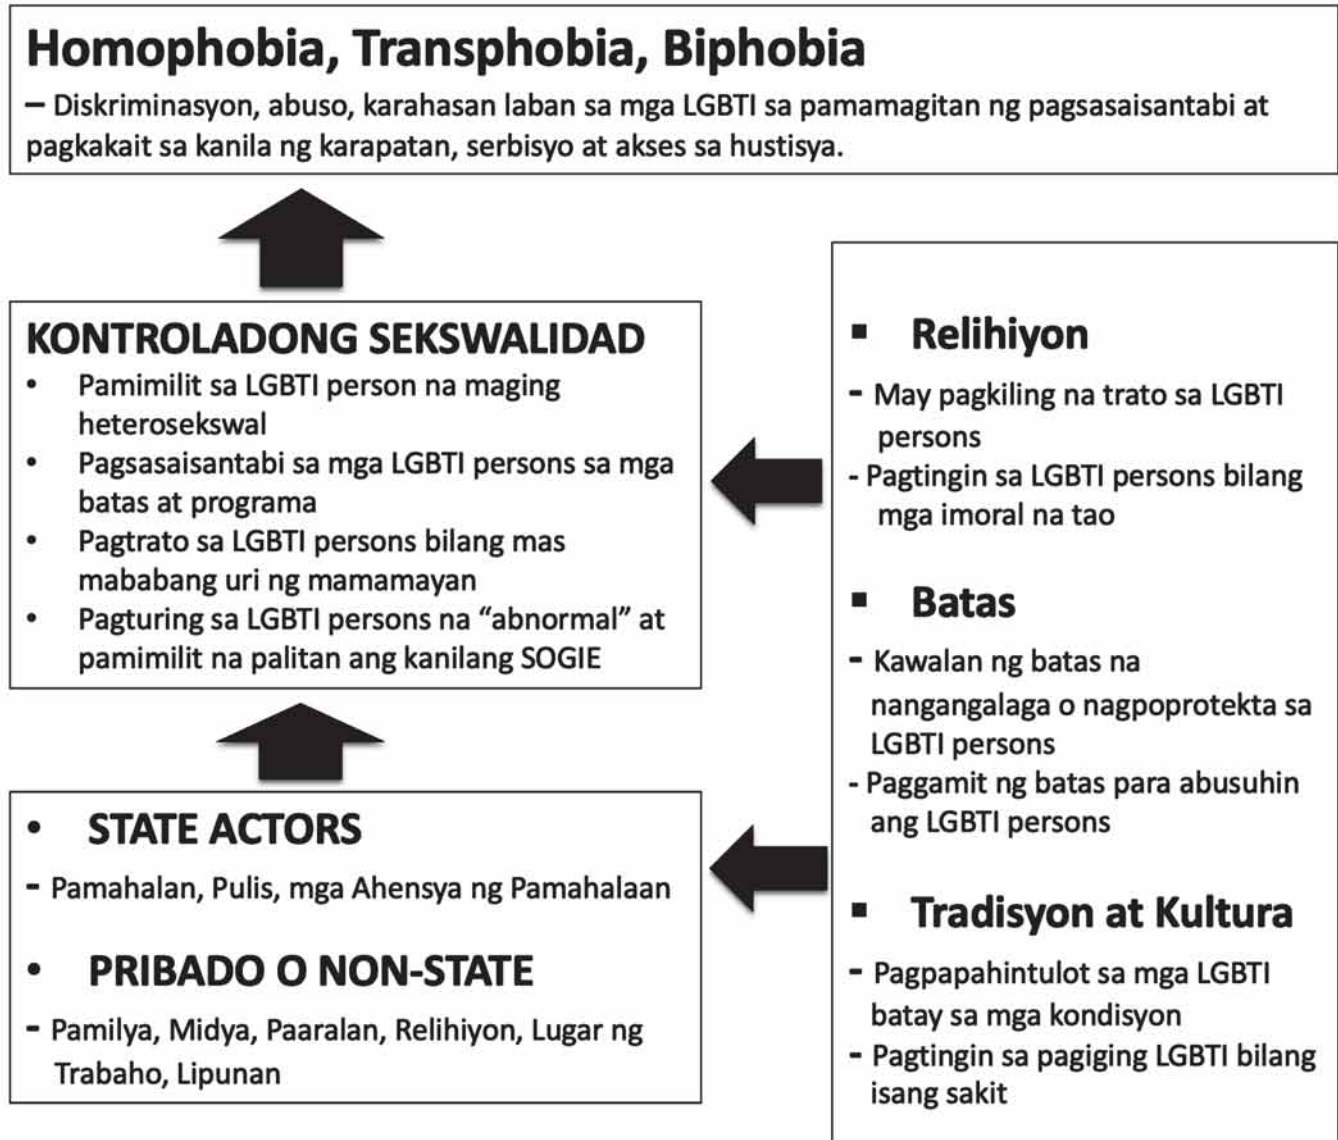 Homophobia, Transphobia, Biphobia
– Diskriminasyon, abuso, karahasan laban sa mga LGBTI sa pamamagitan ng pagsasaisantabi at
pagkakait sa kanila ng karapatan, serbisyo at akses sa hustisya.
KONTROLADONG SEKSWALIDAD
• Pamimilit sa LGBTI person na maging
heterosekswal
• Pagsasaisantabi sa mga LGBTI persons sa mga
batas at programa
• Pagtrato sa LGBTI persons bilang mas
mababang uri ng mamamayan
• Pagturing sa LGBTI persons na “abnormal” at
pamimilit na palitan ang kanilang SOGIE
• STATE ACTORS
- Pamahalan, Pulis, mga Ahensya ng Pamahalaan
• PRIBADO O NON-STATE
- Pamilya, Midya, Paaralan, Relihiyon, Lugar ng
Trabaho, Lipunan
▪ Relihiyon
- May pagkiling na trato sa LGBTI
persons
- Pagtingin sa LGBTI persons bilang
mga imoral na tao
▪ Batas
- Kawalan ng batas na
nangangalaga o nagpoprotekta sa
LGBTI persons
- Paggamit ng batas para abusuhin
ang LGBTI persons
▪ Tradisyon at Kultura
- Pagpapahintulot sa mga LGBTI
batay sa mga kondisyon
- Pagtingin sa pagiging LGBTI bilang
isang sakit